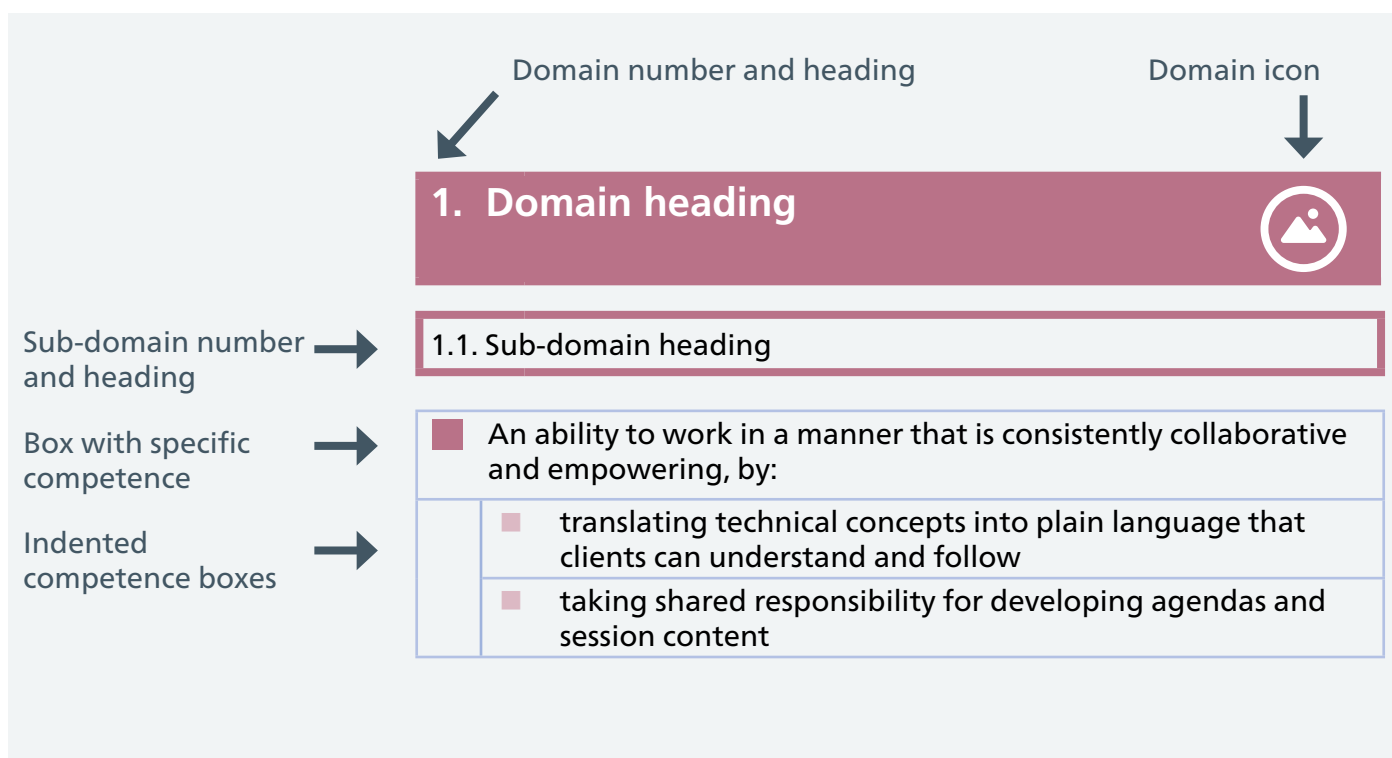 Domain number and heading
Domain icon
1. Domain heading
Sub-domain number
and heading
1.1. Sub-domain heading
Box with specific
competence
An ability to work in a manner that is consistently collaborative
and empowering, by:
Indented
competence boxes
translating technical concepts into plain language that
clients can understand and follow
taking shared responsibility for developing agendas and
session content